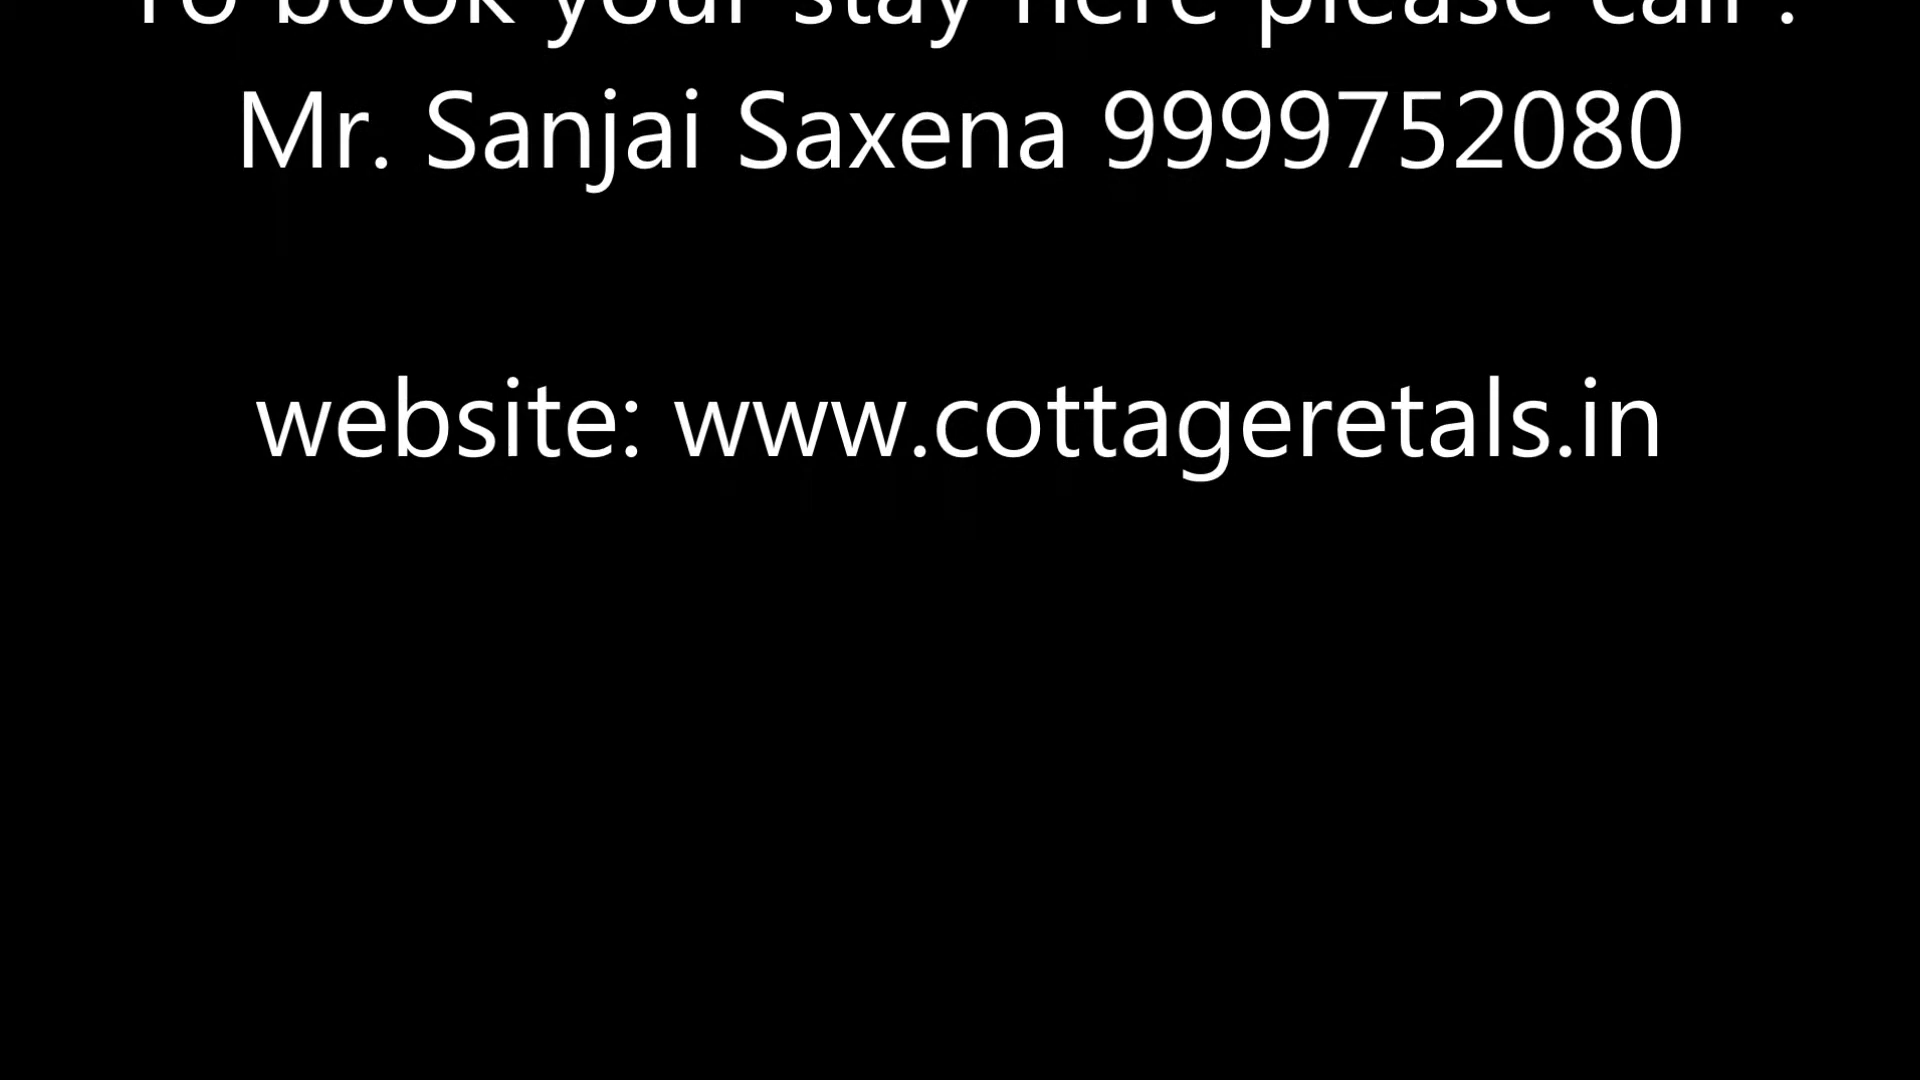 To book your stay here please call :
Mr. Sanjai Saxena 9999752080
website: www.cottageretals.in